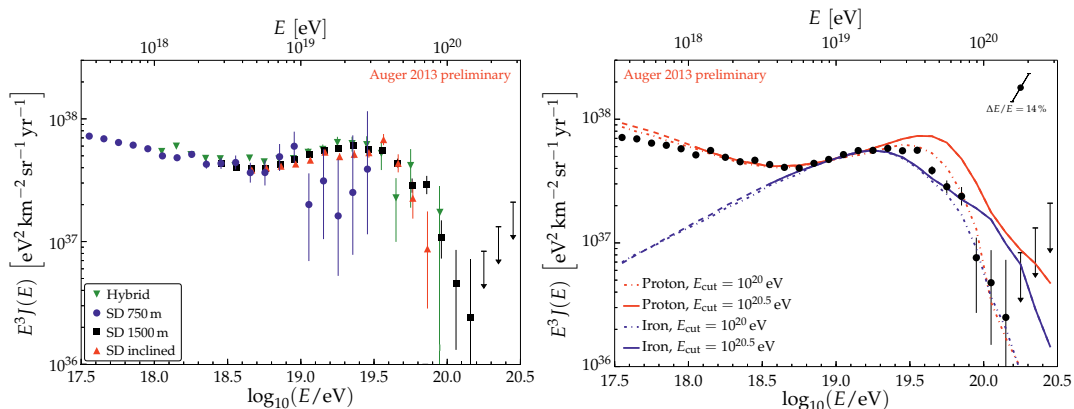 E [eV]
10^18 10^19 10^20
Auger 2013 preliminary
E^3 J(E) [eV^2 km^−2 sr^−1 yr^−1]
10^38
10^37
10^36
Hybrid
SD 750 m
SD 1500 m
SD inclined
17.5 18.0 18.5 19.0 19.5 20.0 20.5
log_10(E/eV)
E [eV]
10^18 10^19 10^20
Auger 2013 preliminary
ΔE/E = 14%
E^3 J(E) [eV^2 km^−2 sr^−1 yr^−1]
10^38
10^37
10^36
Proton, E_cut = 10^20 eV
Proton, E_cut = 10^20.5 eV
Iron, E_cut = 10^20 eV
Iron, E_cut = 10^20.5 eV
17.5 18.0 18.5 19.0 19.5 20.0 20.5
log_10(E/eV)